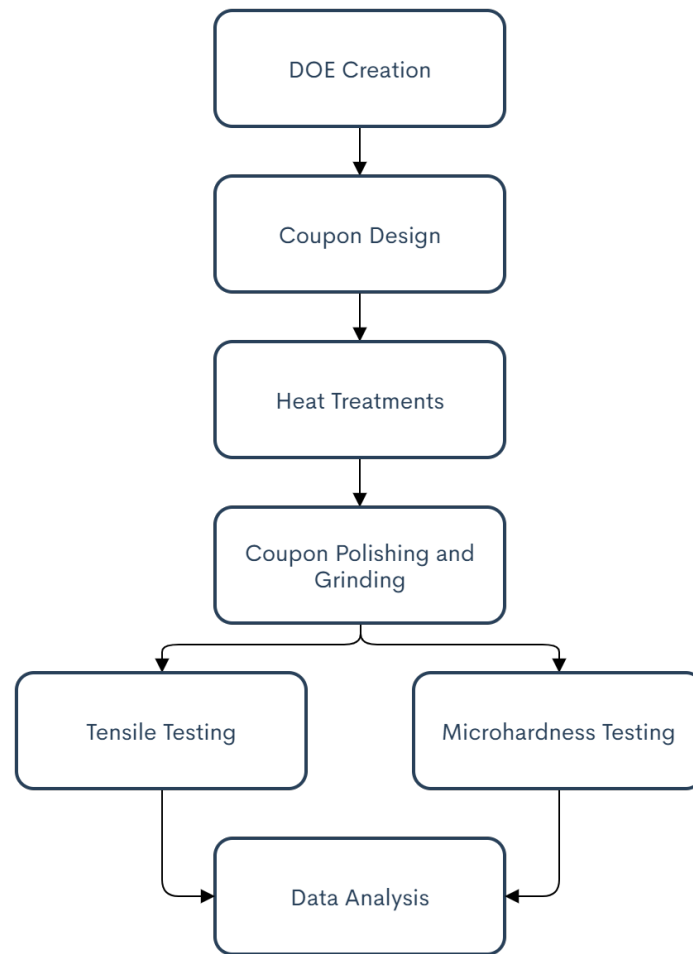 DOE Creation
Coupon Design
Heat Treatments
Coupon Polishing and
Grinding
Tensile Testing
Microhardness Testing
Data Analysis